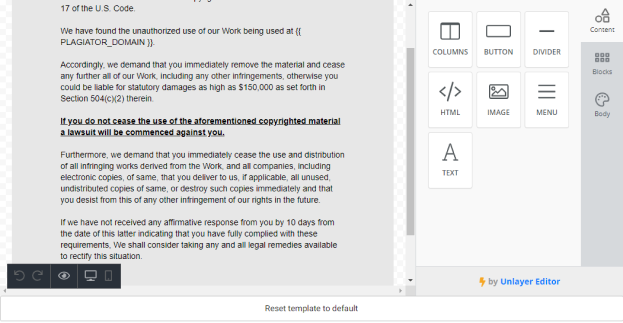 17 of the U.S. Code.
We have found the unauthorized use of our Work being used at {{
PLAGIATOR_DOMAIN }}.
Accordingly, we demand that you immediately remove the material and cease
any further all of our Work, including any other infringements, otherwise you
could be liable for statutory damages as high as $150,000 as set forth in
Section 504(c)(2) therein.
If you do not cease the use of the aforementioned copyrighted material
a lawsuit will be commenced against you.
Furthermore, we demand that you immediately cease the use and distribution
of all infringing works derived from the Work, and all companies, including
electronic copies, of same, that you deliver to us, if applicable, all unused,
undistributed copies of same, or destroy such copies immediately and that
you desist from this of any other infringement of our rights in the future.
If we have not received any affirmative response from you by 10 days from
the date of this latter indicating that you have fully complied with these
requirements, We shall consider taking any and all legal remedies available
to rectify this situation.
COLUMNS
BUTTON
DIVIDER
HTML
IMAGE
MENU
TEXT
Content
Blocks
Body
by Unlayer Editor
Reset template to default